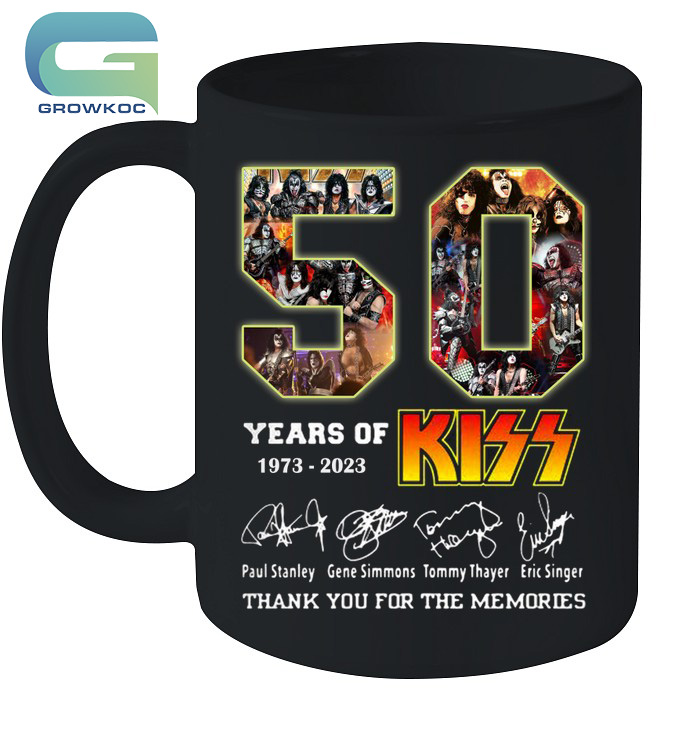 GROWKOC
50
YEARS OF KISS
1973 - 2023
Paul Stanley Gene Simmons Tommy Thayer Eric Singer
THANK YOU FOR THE MEMORIES